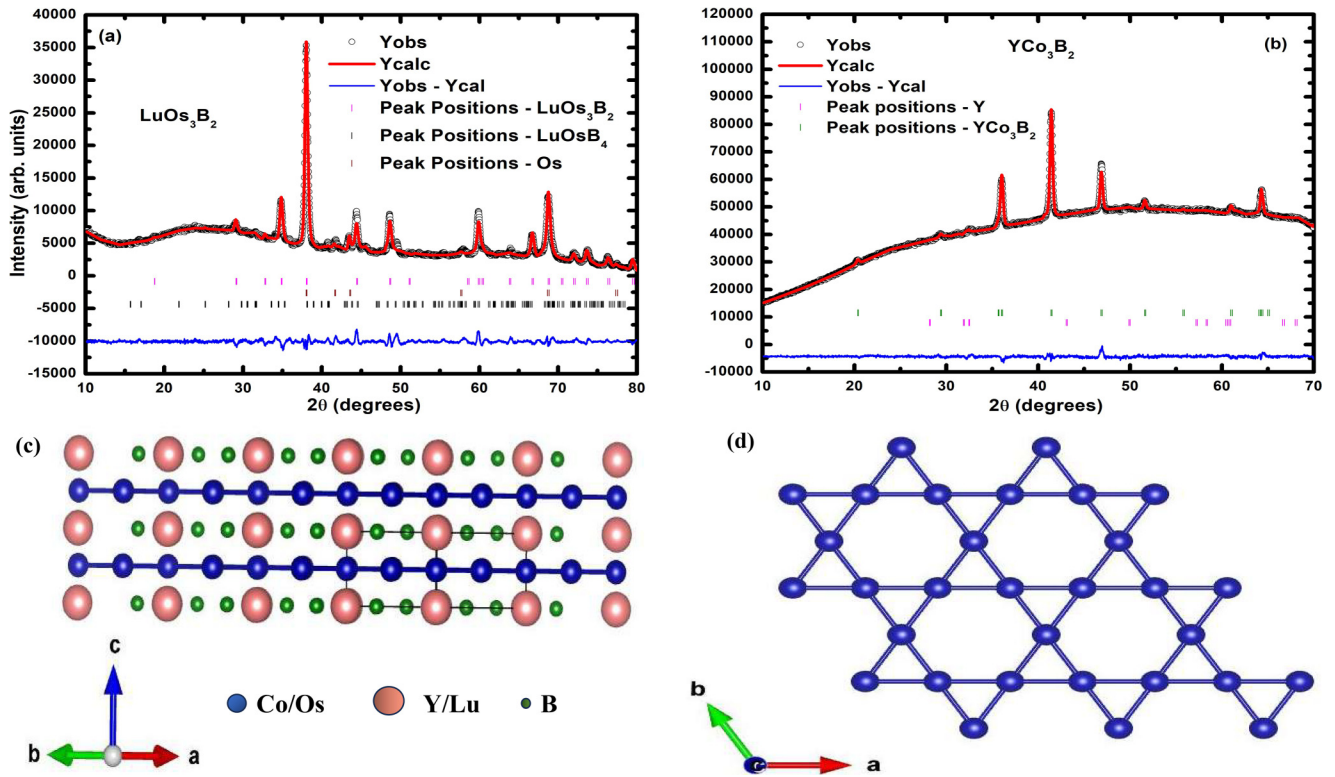 (a)
LuOs₃B₂
Yobs
Ycalc
Yobs - Ycal
Peak Positions - LuOs₃B₂
Peak Positions - LuOsB₄
Peak Positions - Os
Intensity (arb. units)
40000
35000
30000
25000
20000
15000
10000
5000
0
-5000
-10000
-15000
10 20 30 40 50 60 70 80
2θ (degrees)
(b)
YCo₃B₂
Yobs
Ycalc
Yobs - Ycal
Peak positions - Y
Peak positions - YCo₃B₂
120000
110000
100000
90000
80000
70000
60000
50000
40000
30000
20000
10000
0
-10000
10 20 30 40 50 60 70
2θ (degrees)
(c)
c
b
a
Co/Os Y/Lu B
(d)
b
c
a